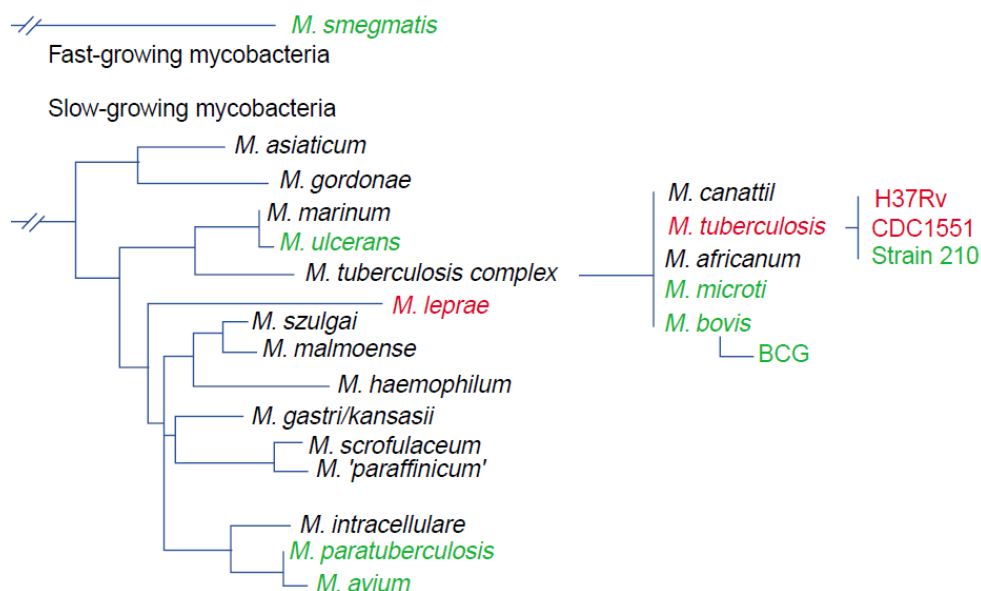 M. smegmatis
Fast-growing mycobacteria
Slow-growing mycobacteria
M. asiaticum
M. gordonae
M. marinum
M. ulcerans
M. tuberculosis complex
M. leprae
M. szulgai
M. malmoense
M. haemophilum
M. gastri/kansasii
M. scrofulaceum
M. 'paraffinicum'
M. intracellulare
M. paratuberculosis
M. avium
M. canattil
M. tuberculosis
M. africanum
M. microti
M. bovis
BCG
H37Rv
CDC1551
Strain 210